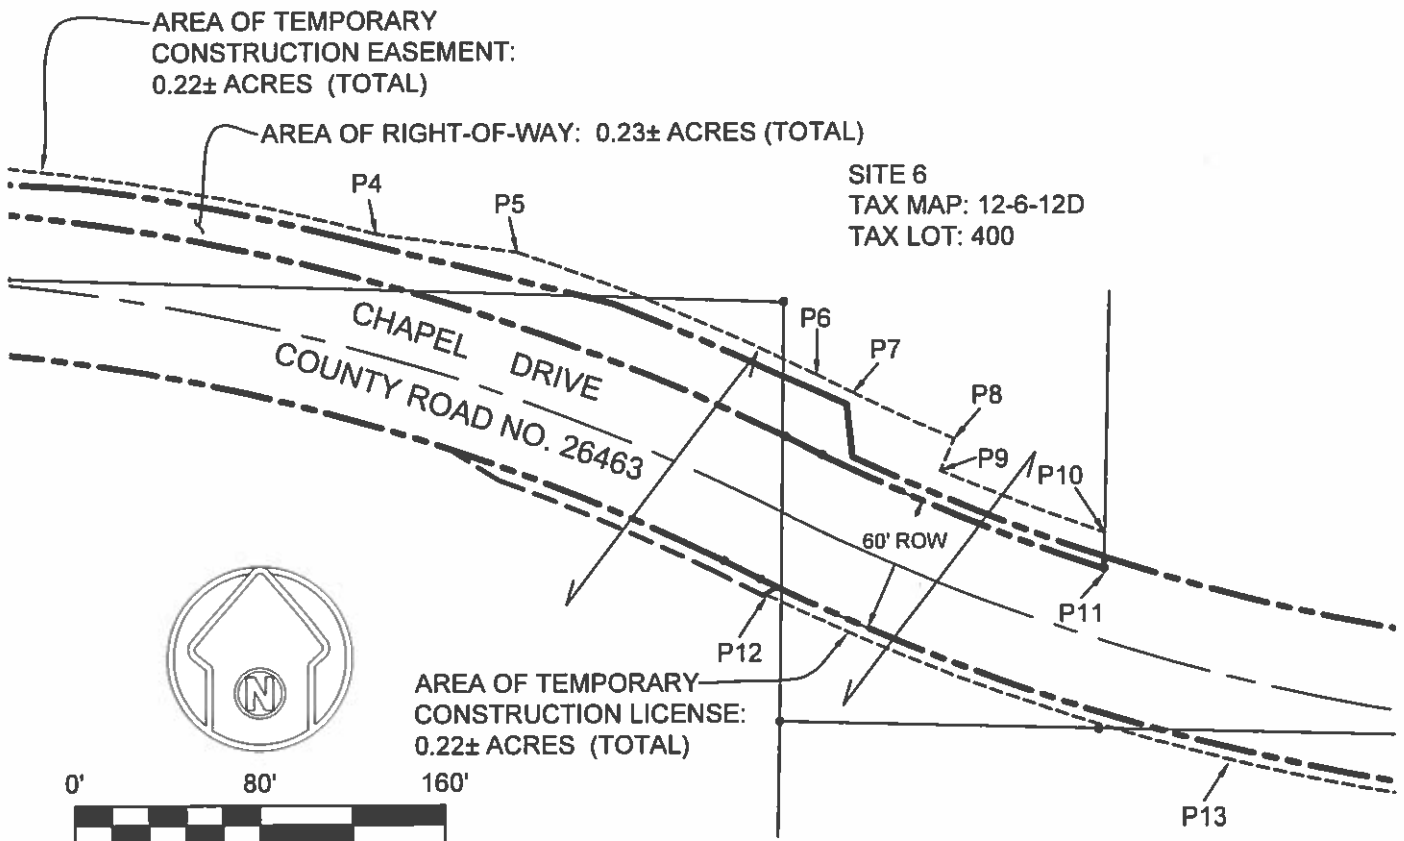 AREA OF TEMPORARY
CONSTRUCTION EASEMENT:
0.22± ACRES (TOTAL)
AREA OF RIGHT-OF-WAY: 0.23± ACRES (TOTAL)
SITE 6
TAX MAP: 12-6-12D
TAX LOT: 400
P4
P5
P6
P7
P8
P9
P10
CHAPEL DRIVE
COUNTY ROAD NO. 26463
60' ROW
P11
P12
AREA OF TEMPORARY
CONSTRUCTION LICENSE:
0.22± ACRES (TOTAL)
N
0' 80' 160'
P13